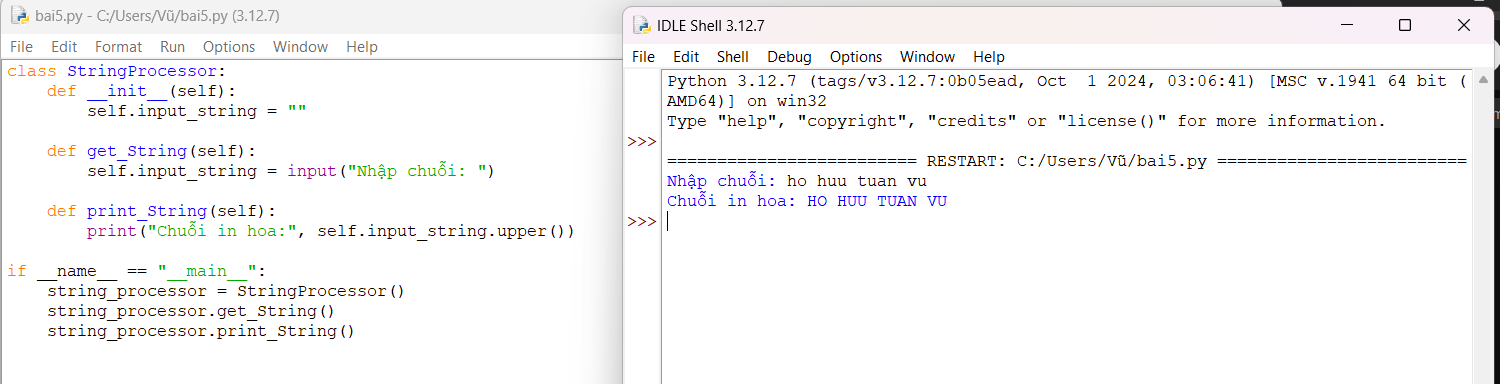 bai5.py - C:/Users/Vũ/bai5.py (3.12.7)
File Edit Format Run Options Window Help
class StringProcessor:
    def __init__(self):
        self.input_string = ""

    def get_String(self):
        self.input_string = input("Nhập chuỗi: ")

    def print_String(self):
        print("Chuỗi in hoa:", self.input_string.upper())

if __name__ == "__main__":
    string_processor = StringProcessor()
    string_processor.get_String()
    string_processor.print_String()
IDLE Shell 3.12.7
File Edit Shell Debug Options Window Help
Python 3.12.7 (tags/v3.12.7:0b05ead, Oct  1 2024, 03:06:41) [MSC v.1941 64 bit (
AMD64)] on win32
Type "help", "copyright", "credits" or "license()" for more information.
>>>
========================= RESTART: C:/Users/Vũ/bai5.py =========================
Nhập chuỗi: ho huu tuan vu
Chuỗi in hoa: HO HUU TUAN VU
>>>